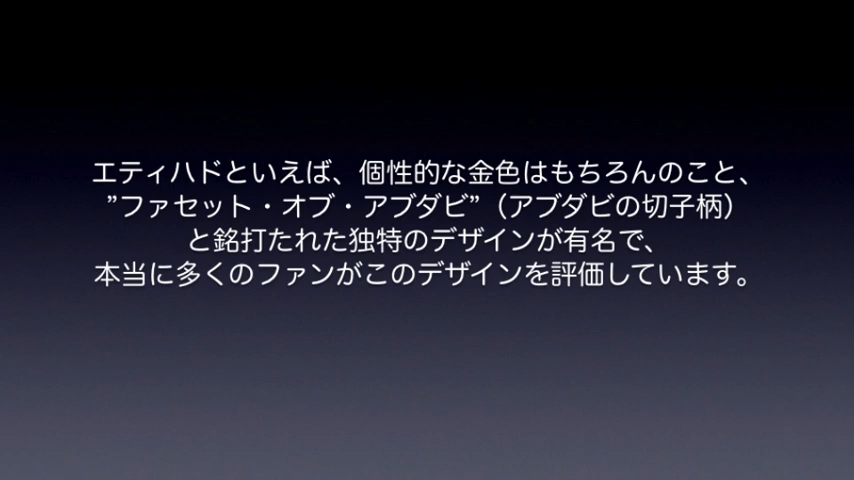 エティハドといえば、個性的な金色はもちろんのこと、
”ファセット・オブ・アブダビ”（アブダビの切子柄）
と銘打たれた独特のデザインが有名で、
本当に多くのファンがこのデザインを評価しています。